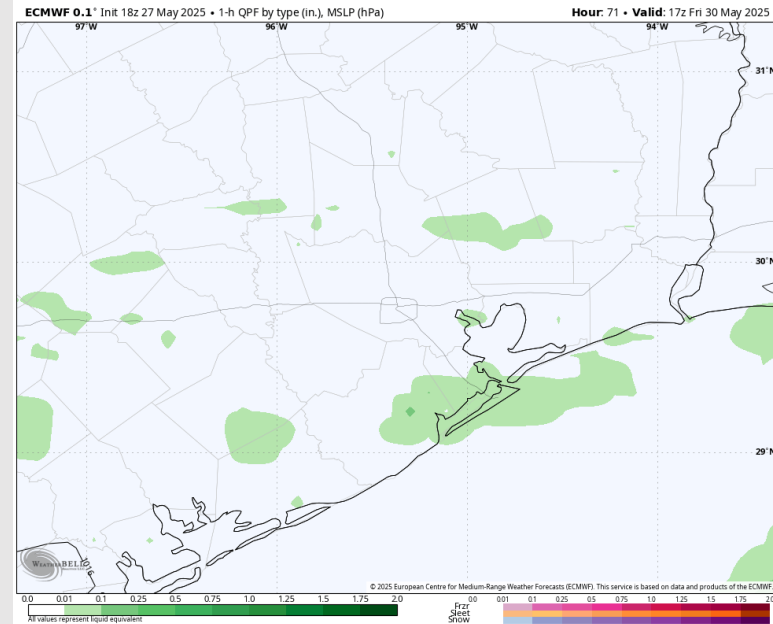 ECMWF 0.1° Init 18z 27 May 2025 • 1-h QPF by type (in.), MSLP (hPa) Hour: 71 • Valid: 17z Fri 30 May 2025
97°W 96°W 95°W 94°W
31°N
30°N
29°N
WEATHERBELL
1016
© 2025 European Centre for Medium-Range Weather Forecasts (ECMWF). This service is based on data and products of the ECMWF.
0.0 0.01 0.1 0.25 0.5 0.75 1.0 1.25 1.5 1.75 2.0 0.0 0.01 0.1 0.25 0.5 0.75 1.0 1.25 1.5 1.75 2.0
Frzr
Sleet
Snow
All values represent liquid equivalent